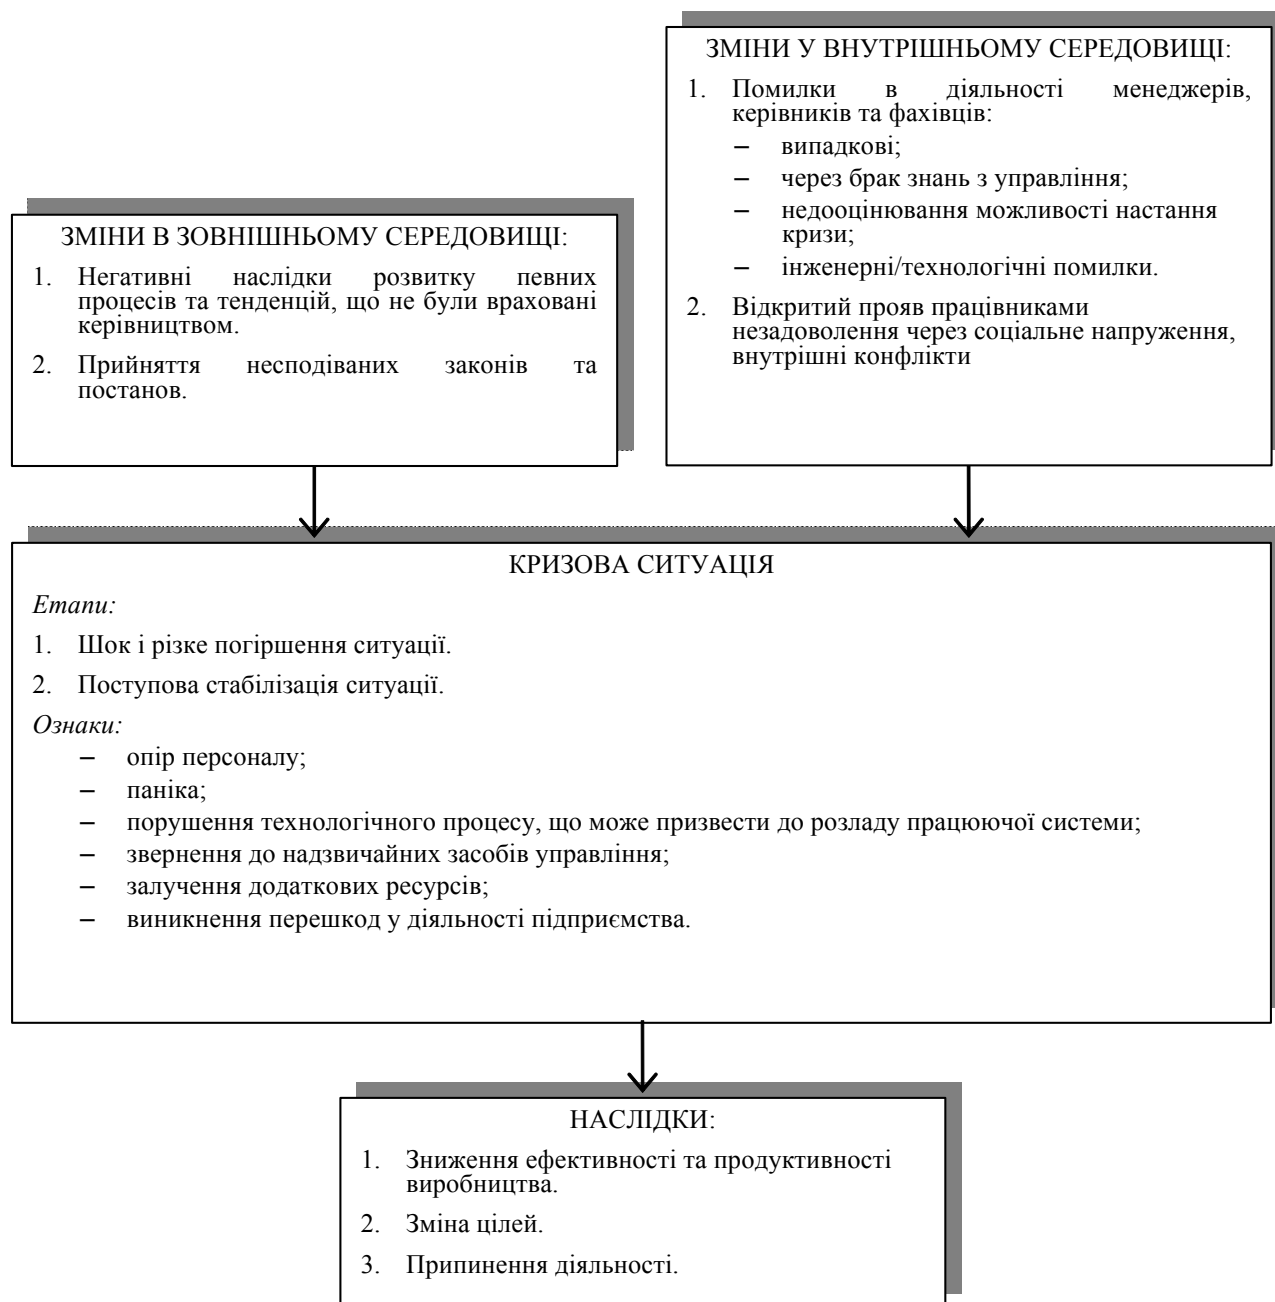 ЗМІНИ У ВНУТРІШНЬОМУ СЕРЕДОВИЩІ:
1. Помилки в діяльності менеджерів,
керівників та фахівців:
– випадкові;
– через брак знань з управління;
– недооцінювання можливості настання
кризи;
– інженерні/технологічні помилки.
2. Відкритий прояв працівниками
незадоволення через соціальне напруження,
внутрішні конфлікти
ЗМІНИ В ЗОВНІШНЬОМУ СЕРЕДОВИЩІ:
1. Негативні наслідки розвитку певних
процесів та тенденцій, що не були враховані
керівництвом.
2. Прийняття несподіваних законів та
постанов.
КРИЗОВА СИТУАЦІЯ
Етапи:
1. Шок і різке погіршення ситуації.
2. Поступова стабілізація ситуації.
Ознаки:
– опір персоналу;
– паніка;
– порушення технологічного процесу, що може призвести до розладу працюючої системи;
– звернення до надзвичайних засобів управління;
– залучення додаткових ресурсів;
– виникнення перешкод у діяльності підприємства.
НАСЛІДКИ:
1. Зниження ефективності та продуктивності
виробництва.
2. Зміна цілей.
3. Припинення діяльності.